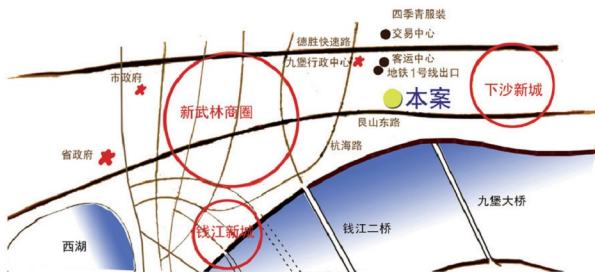 四季青服装
交易中心
德胜快速路
九堡行政中心
客运中心
地铁1号线出口
市政府
下沙新城
本案
新武林商圈
艮山东路
杭海路
省政府
九堡大桥
钱江新城
钱江二桥
西湖